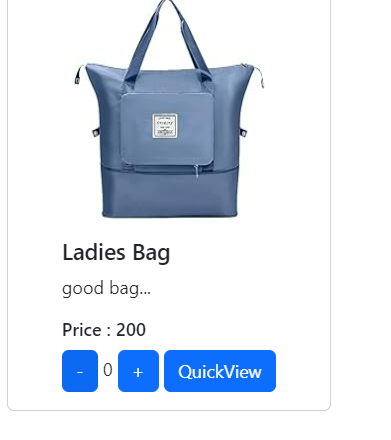 Ladies Bag
good bag...
Price : 200
- 0 + QuickView